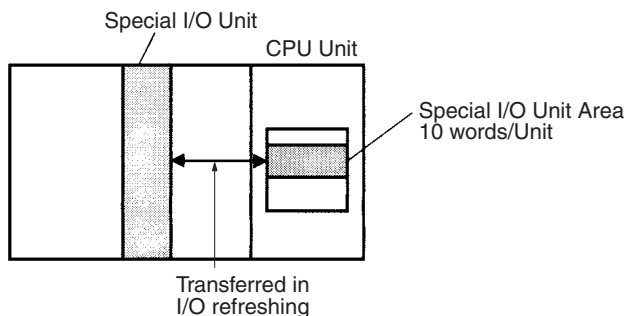 Special I/O Unit
CPU Unit
Special I/O Unit Area
10 words/Unit
Transferred in
I/O refreshing